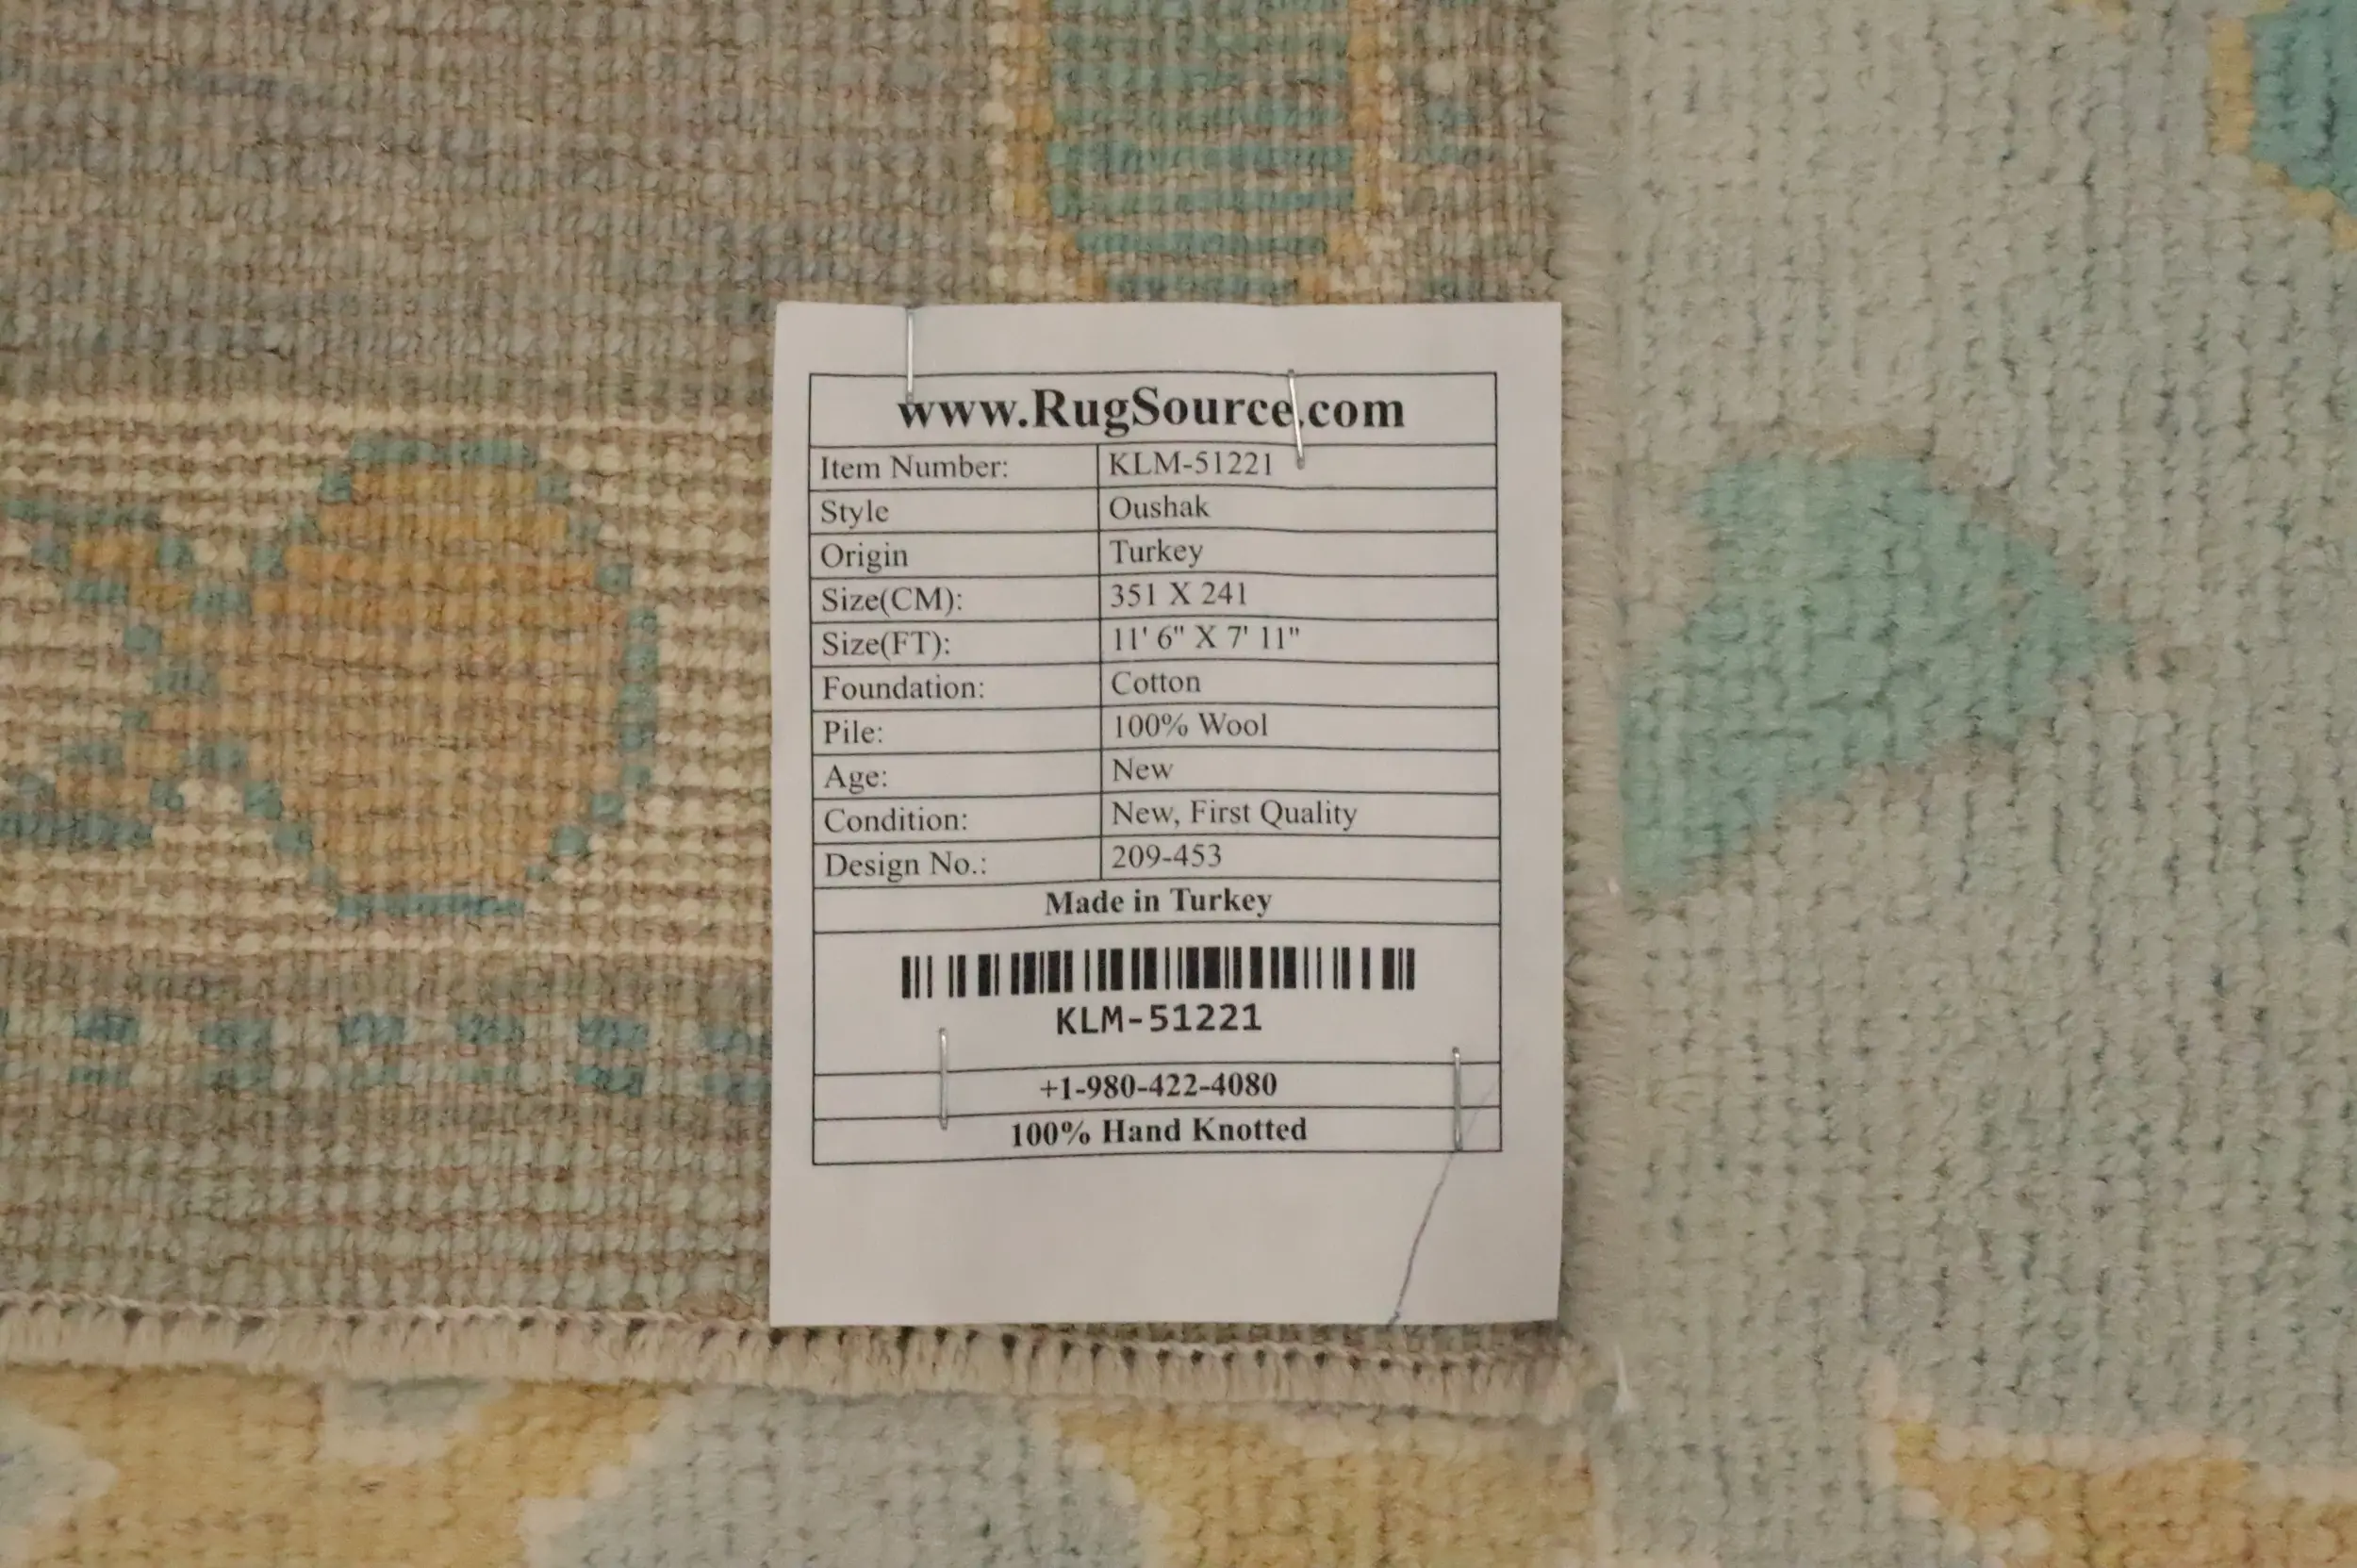 www.RugSource.com
Item Number: KLM-51221
Style Oushak
Origin Turkey
Size(CM): 351 X 241
Size(FT): 11' 6" X 7' 11"
Foundation: Cotton
Pile: 100% Wool
Age: New
Condition: New, First Quality
Design No.: 209-453
Made in Turkey
KLM-51221
+1-980-422-4080
100% Hand Knotted